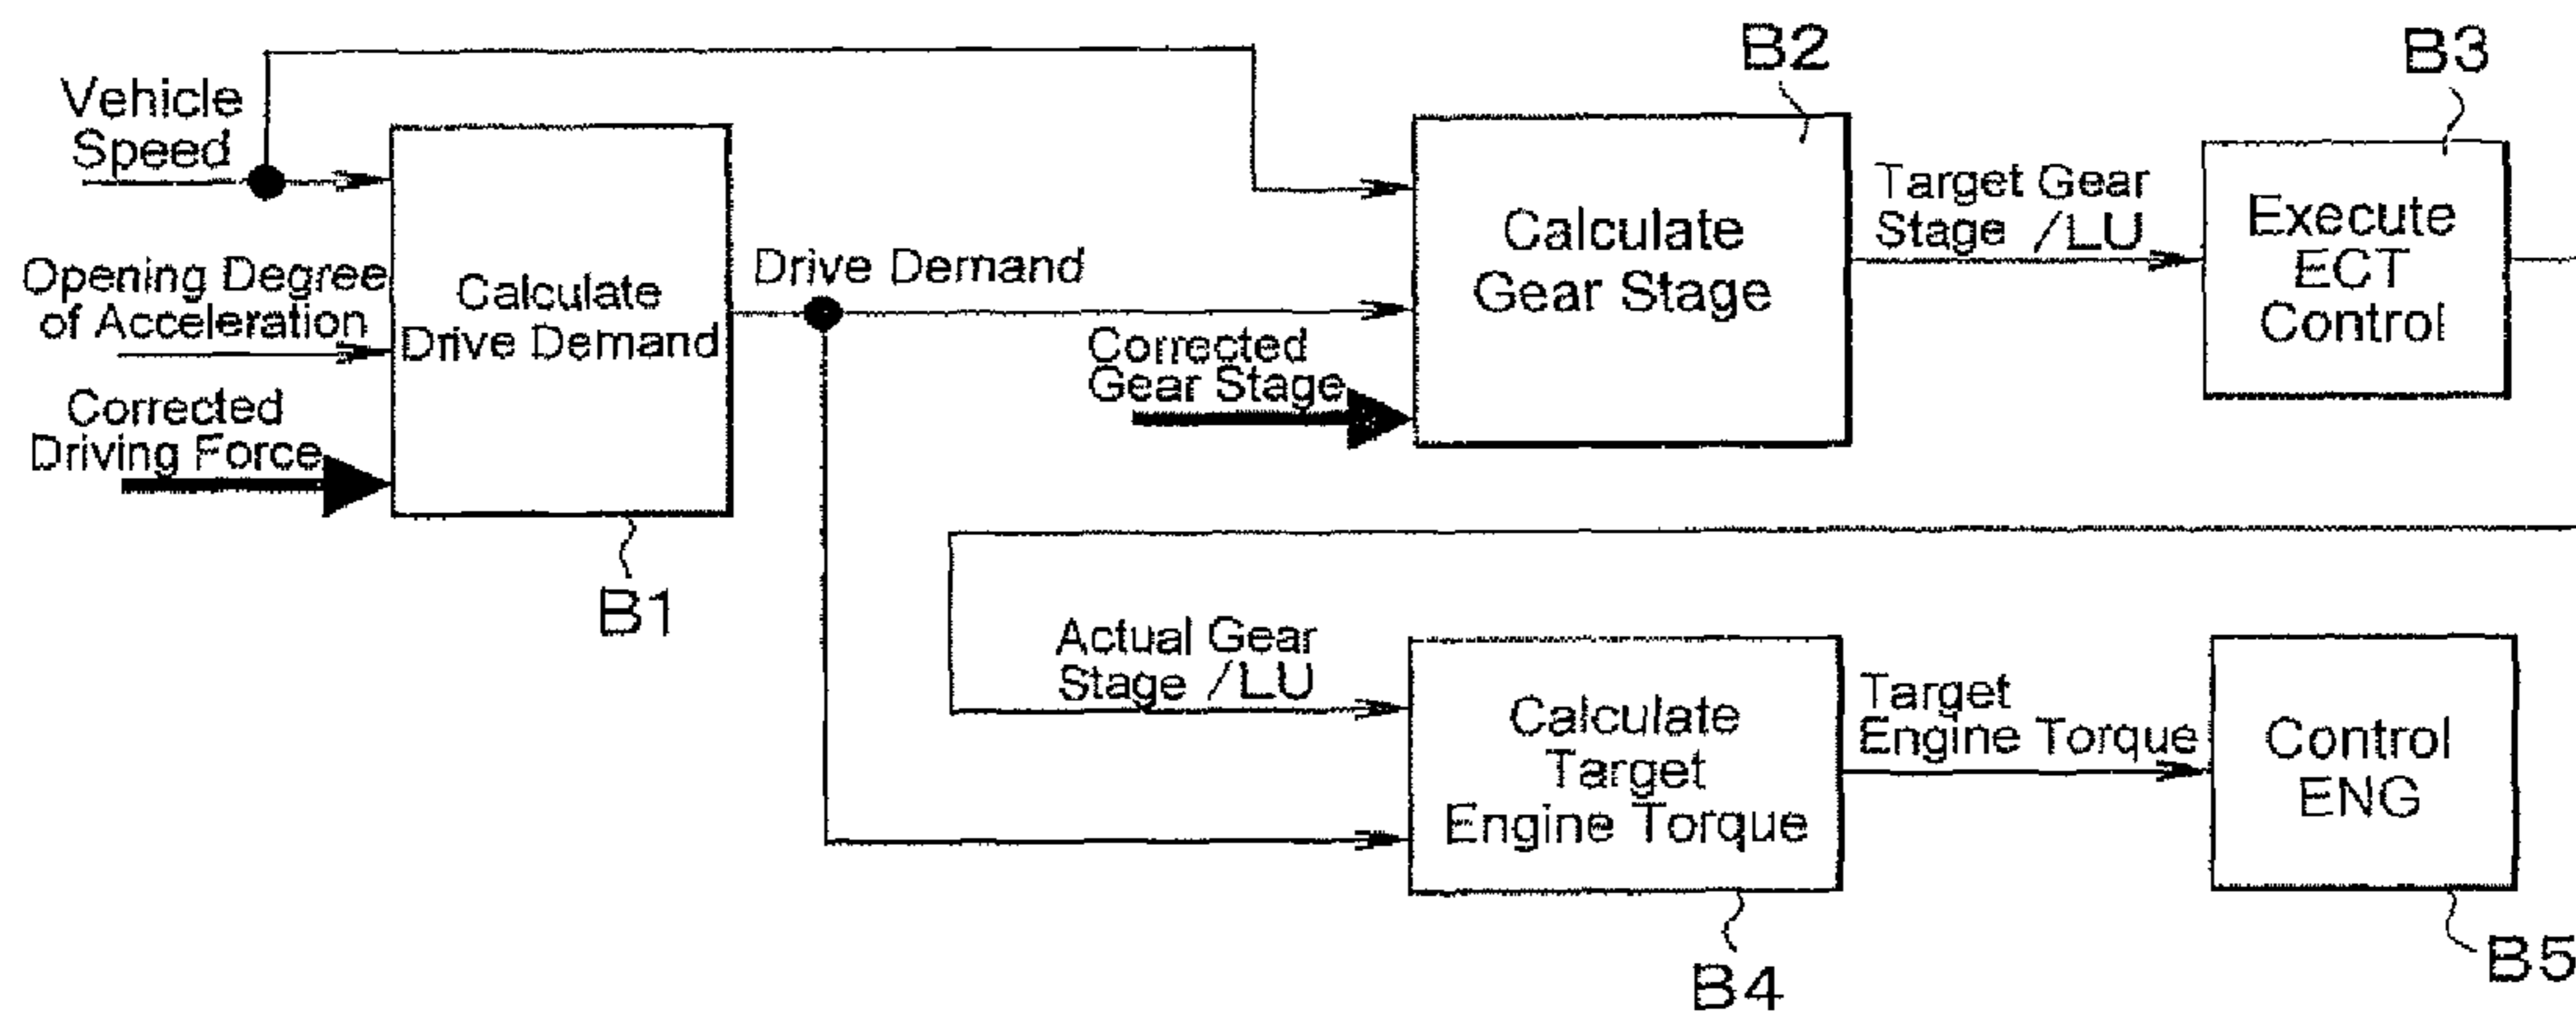 Vehicle
Speed
Opening Degree
of Acceleration
Corrected
Driving Force
Calculate
Drive Demand
B1
Drive Demand
Corrected
Gear Stage
B2
Calculate
Gear Stage
Target Gear
Stage /LU
B3
Execute
ECT
Control
Actual Gear
Stage /LU
Calculate
Target
Engine Torque
B4
Target
Engine Torque
Control
ENG
B5